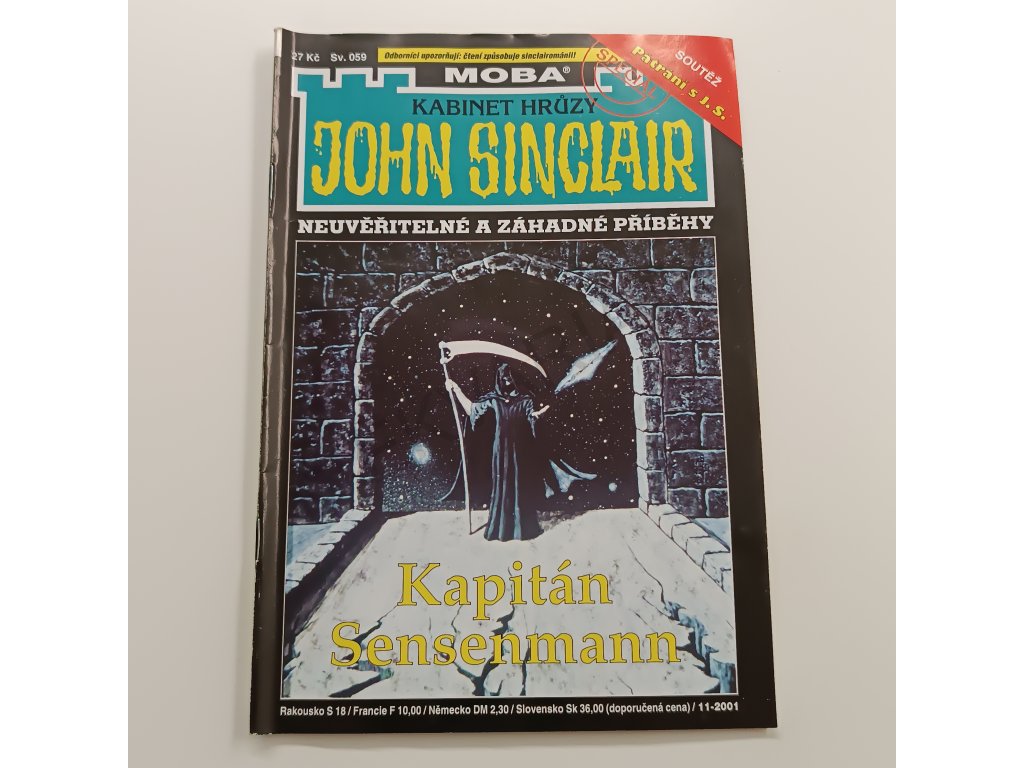 27 Kč Sv. 059
Odborníci upozorňují: čtení způsobuje sinclairománii!
SOUTĚŽ
Pátrání s J. S.
SPECIÁL
MOBA®
KABINET HRŮZY
JOHN SINCLAIR
NEUVĚŘITELNÉ A ZÁHADNÉ PŘÍBĚHY
Kapitán
Sensenmann
Rakousko S 18 / Francie F 10,00 / Německo DM 2,30 / Slovensko Sk 36,00 (doporučená cena) / 11-2001